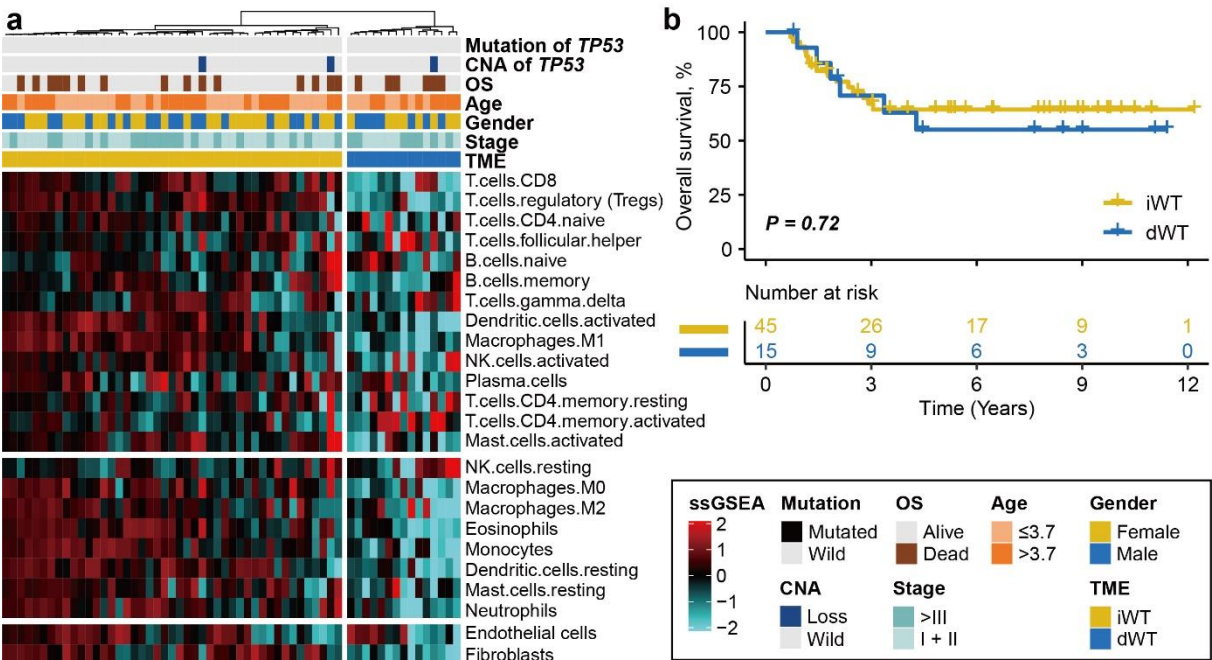 a
Mutation of TP53
CNA of TP53
OS
Age
Gender
Stage
TME
T.cells.CD8
T.cells.regulatory (Tregs)
T.cells.CD4.naive
T.cells.follicular.helper
B.cells.naive
B.cells.memory
T.cells.gamma.delta
Dendritic.cells.activated
Macrophages.M1
NK.cells.activated
Plasma.cells
T.cells.CD4.memory.resting
T.cells.CD4.memory.activated
Mast.cells.activated
NK.cells.resting
Macrophages.M0
Macrophages.M2
Eosinophils
Monocytes
Dendritic.cells.resting
Mast.cells.resting
Neutrophils
Endothelial cells
Fibroblasts
b
Overall survival, %
100
75
50
25
0
P = 0.72
iWT
dWT
Number at risk
45 26 17 9 1
15 9 6 3 0
0 3 6 9 12
Time (Years)
ssGSEA
2
1
0
−1
−2
Mutation
Mutated
Wild
OS
Alive
Dead
Age
≤3.7
>3.7
Gender
Female
Male
CNA
Loss
Wild
Stage
>III
I + II
TME
iWT
dWT